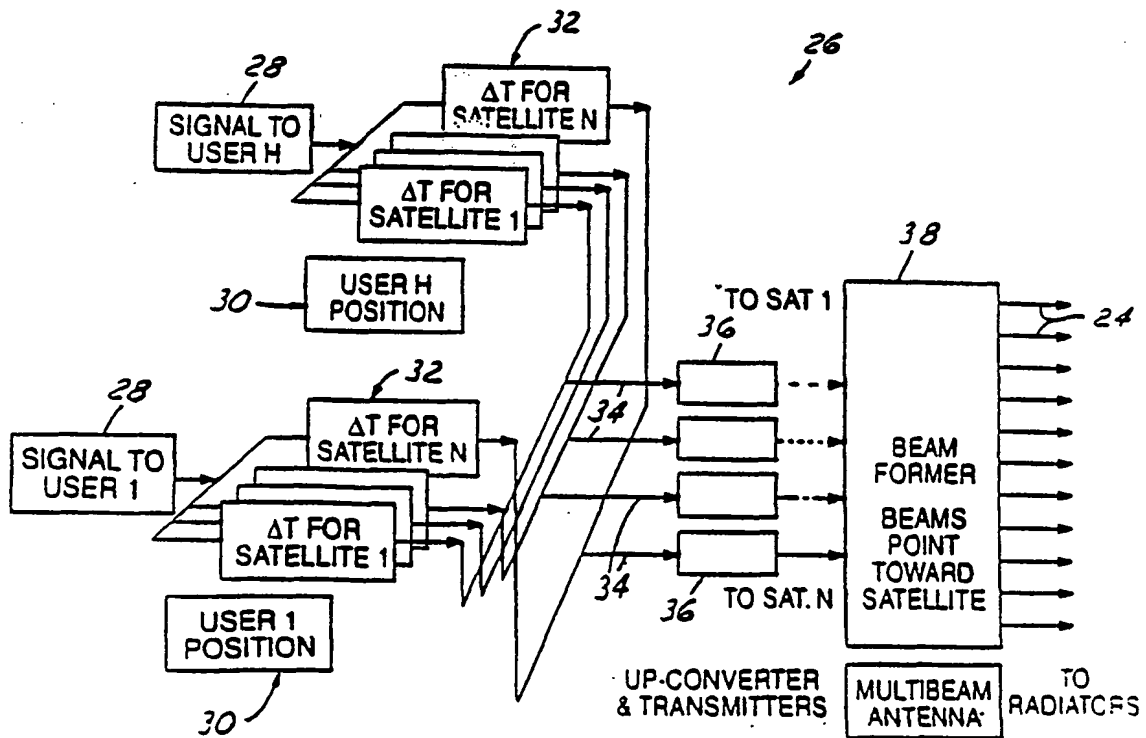 32
26
28
ΔT FOR
SATELLITE N
SIGNAL TO
USER H
ΔT FOR
SATELLITE 1
38
30
USER H
POSITION
TO SAT 1
24
36
32
28
34
ΔT FOR
SATELLITE N
SIGNAL TO
USER 1
BEAM
FORMER
ΔT FOR
SATELLITE 1
BEAMS
POINT
TOWARD
SATELLITE
34
36
TO SAT. N
USER 1
POSITION
30
UP-CONVERTER
& TRANSMITTERS
MULTIBEAM
ANTENNA
TO
RADIATORS